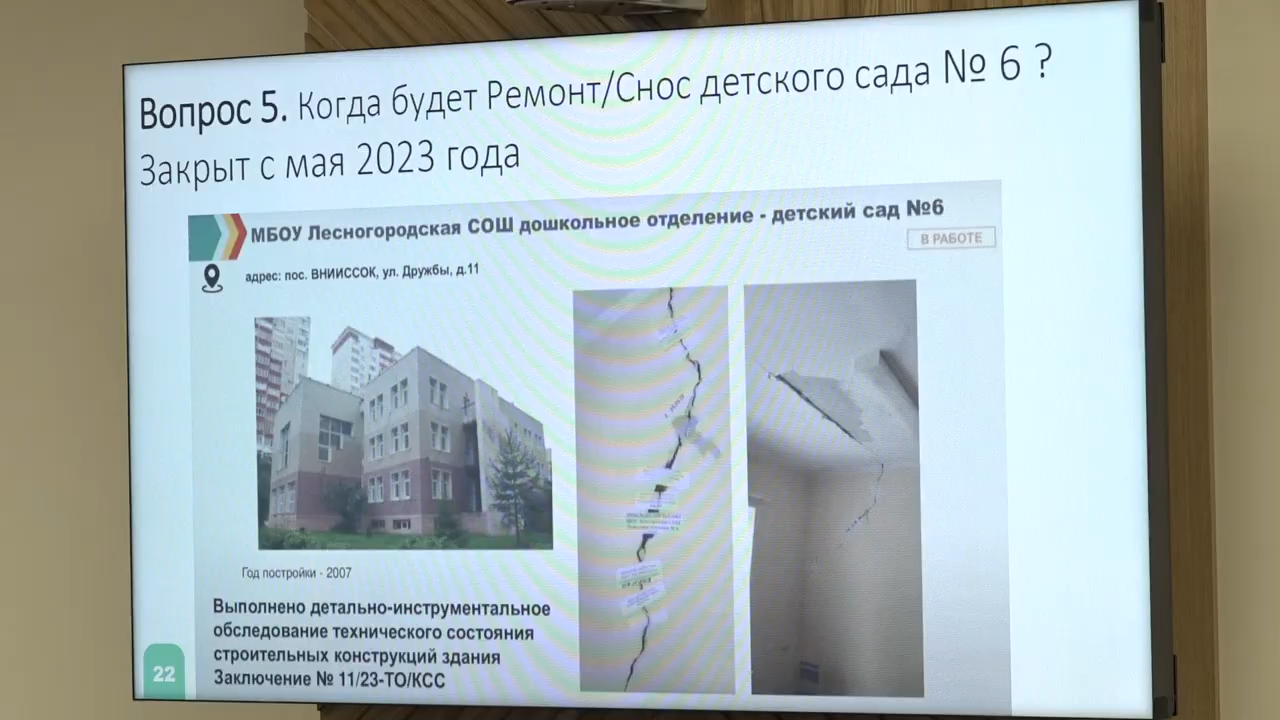 Вопрос 5. Когда будет Ремонт/Снос детского сада № 6 ?
Закрыт с мая 2023 года
МБОУ Лесногородская СОШ дошкольное отделение - детский сад №6
В РАБОТЕ
адрес: пос. ВНИИССОК, ул. Дружбы, д.11
Год постройки - 2007
Выполнено детально-инструментальное
обследование технического состояния
строительных конструкций здания
Заключение № 11/23-ТО/КСС
22